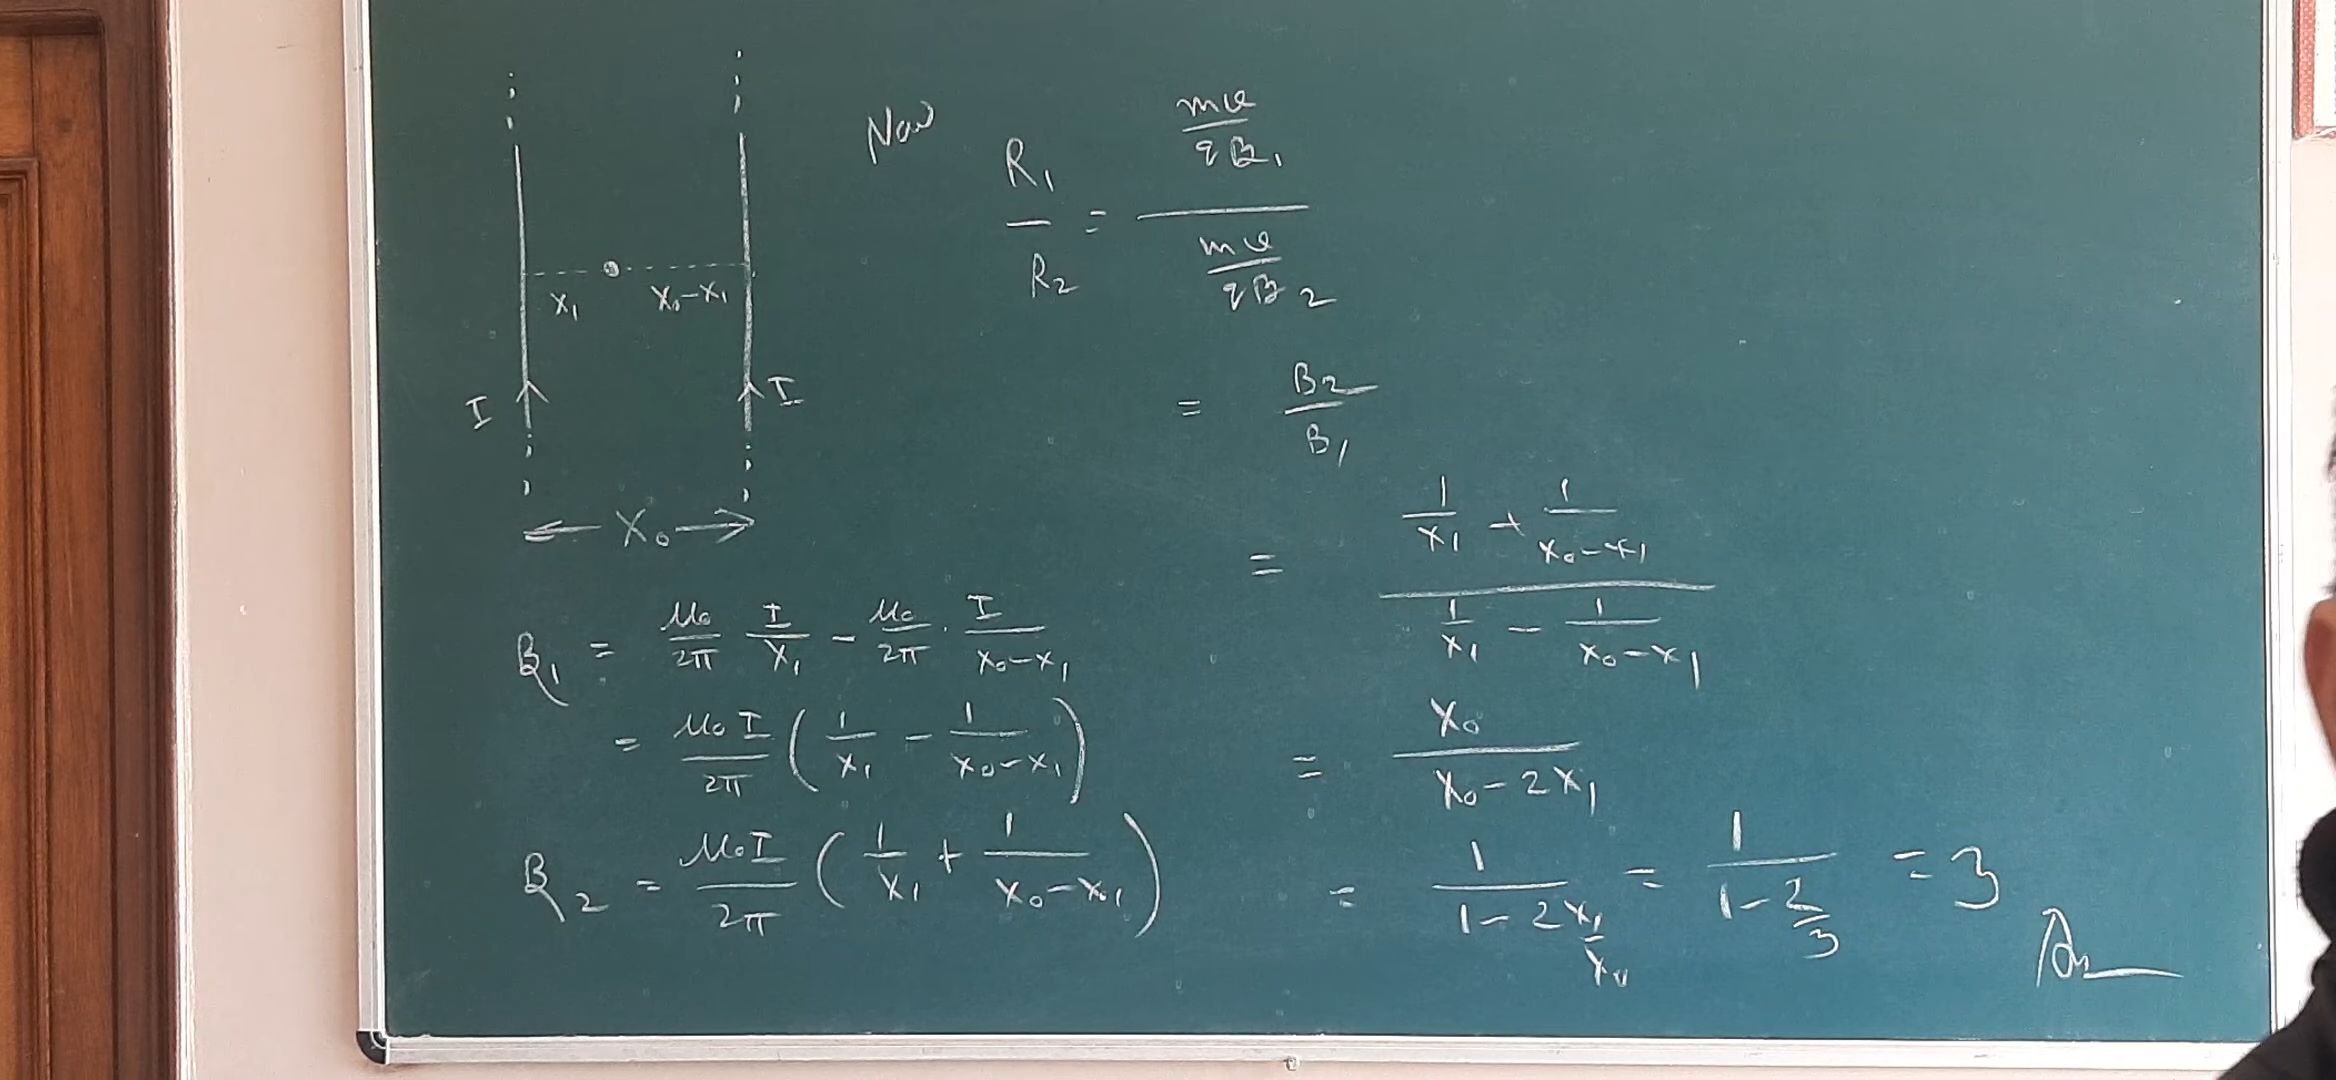 x₁ x₀-x₁
I I
← x₀ →
B₁ = μ₀/2π I/x₁ - μ₀/2π · I/(x₀-x₁)
= μ₀I/2π (1/x₁ - 1/(x₀-x₁))
B₂ = μ₀I/2π (1/x₁ + 1/(x₀-x₁))
Now R₁/R₂ = (mv/qB₁)/(mv/qB₂)
= B₂/B₁
= (1/x₁ + 1/(x₀-x₁))/(1/x₁ - 1/(x₀-x₁))
= x₀/(x₀-2x₁)
= 1/(1-2x₁/x₀) = 1/(1-2/3) = 3